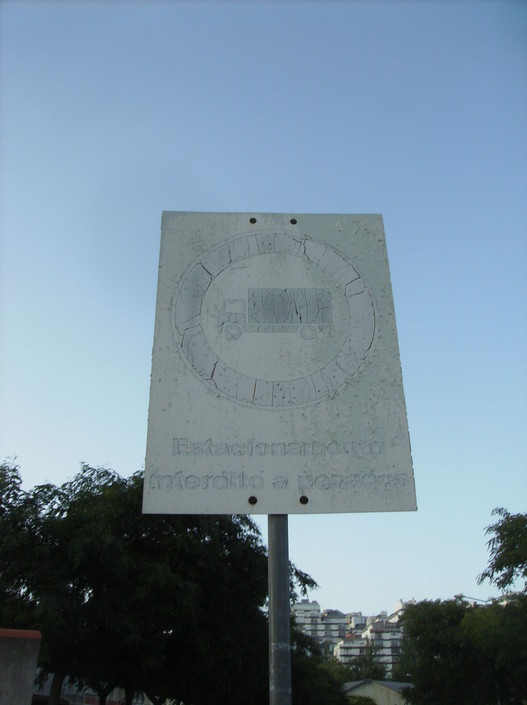 Estacionamento
interdito a pesados